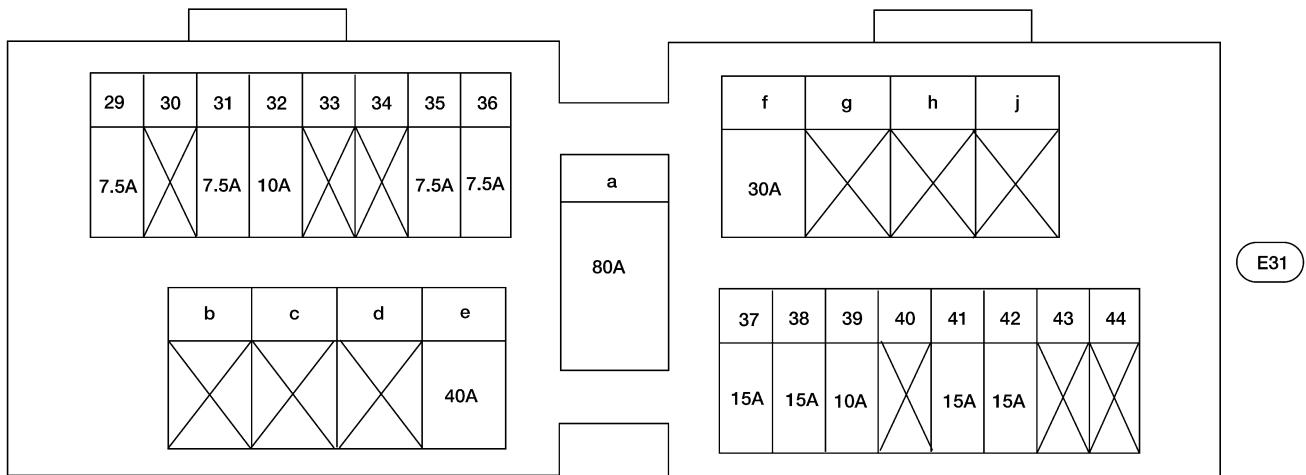 29 30 31 32 33 34 35 36
7.5A 7.5A 10A 7.5A 7.5A
a
80A
b c d e
40A
f g h j
30A
37 38 39 40 41 42 43 44
15A 15A 10A 15A 15A
E31